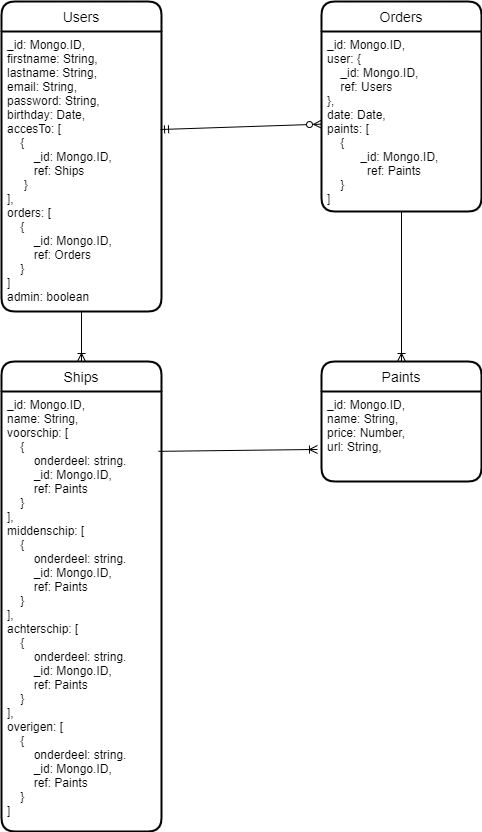 Users
_id: Mongo.ID,
firstname: String,
lastname: String,
email: String,
password: String,
birthday: Date,
accesTo: [
{
_id: Mongo.ID,
ref: Ships
}
],
orders: [
{
_id: Mongo.ID,
ref: Orders
}
]
admin: boolean
Orders
_id: Mongo.ID,
user: {
_id: Mongo.ID,
ref: Users
},
date: Date,
paints: [
{
_id: Mongo.ID,
ref: Paints
}
]
Ships
_id: Mongo.ID,
name: String,
voorschip: [
{
onderdeel: string.
_id: Mongo.ID,
ref: Paints
}
],
middenschip: [
{
onderdeel: string.
_id: Mongo.ID,
ref: Paints
}
],
achterschip: [
{
onderdeel: string.
_id: Mongo.ID,
ref: Paints
}
],
overigen: [
{
onderdeel: string.
_id: Mongo.ID,
ref: Paints
}
]
Paints
_id: Mongo.ID,
name: String,
price: Number,
url: String,